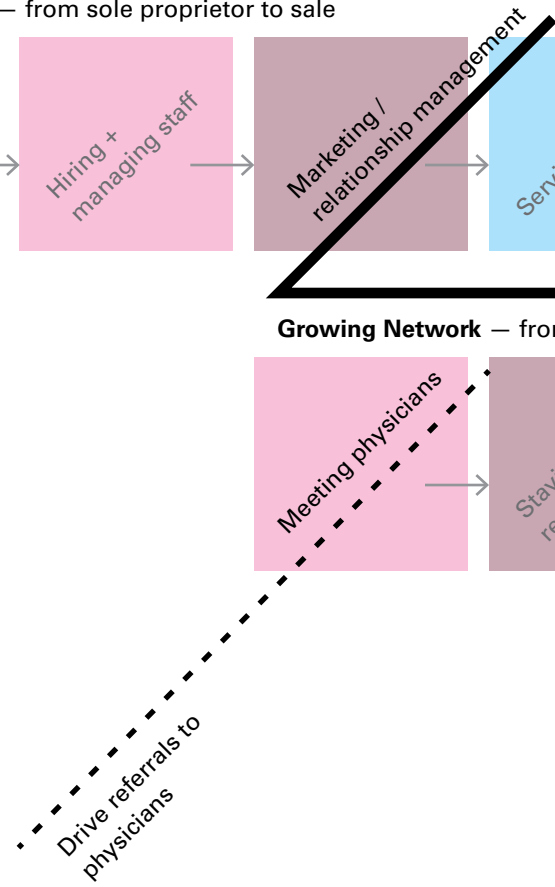 — from sole proprietor to sale
Hiring +
managing staff
Marketing /
relationship management
Growing Network —
Meeting physicians
Drive referrals to
physicians